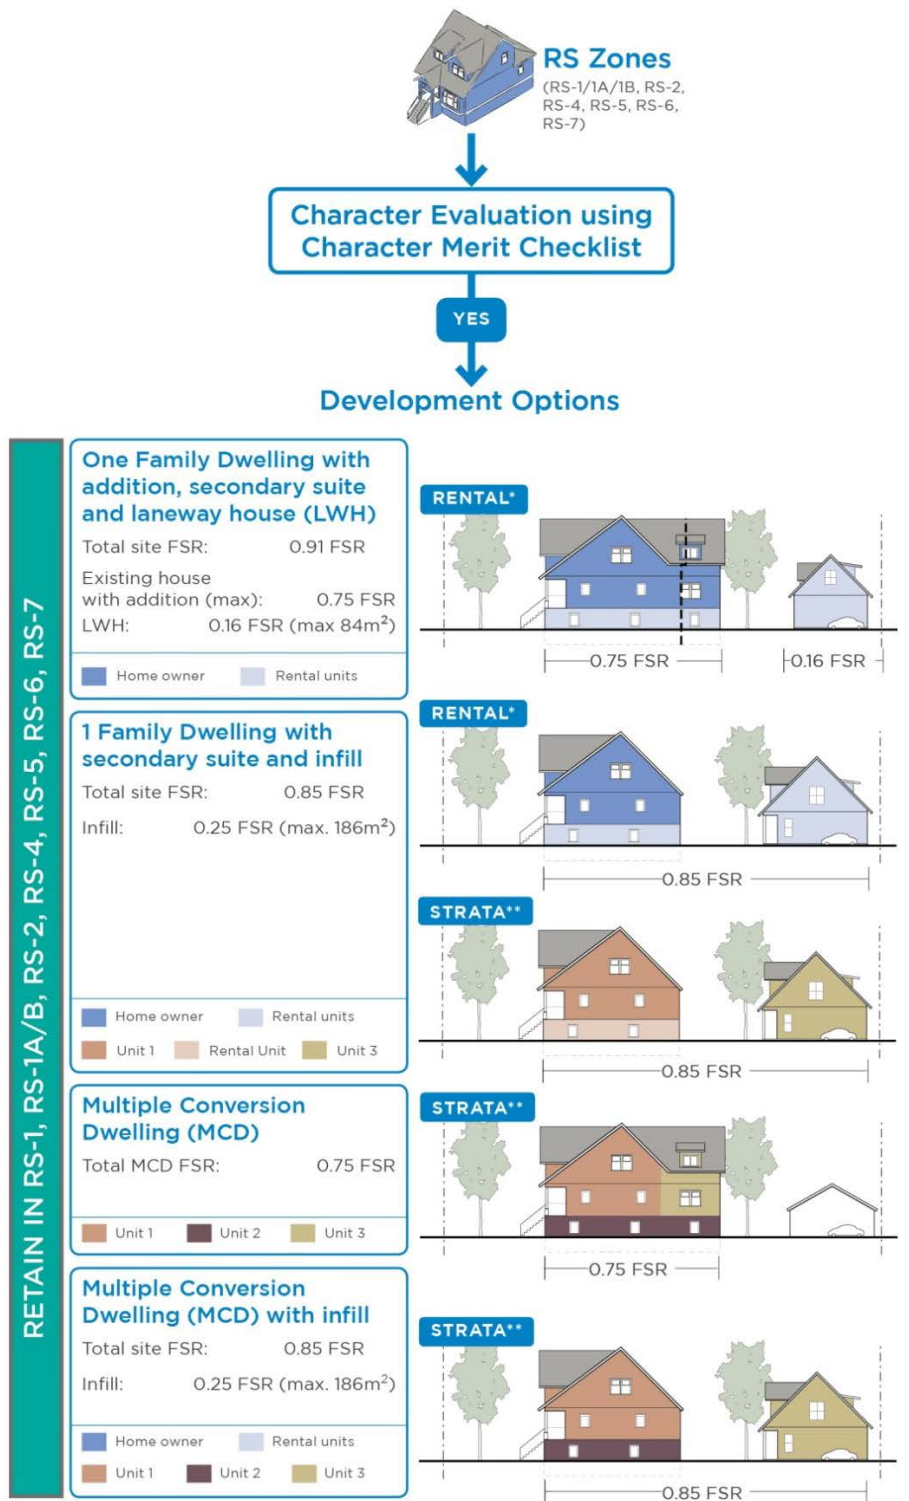 RS Zones
(RS-1/1A/1B, RS-2,
RS-4, RS-5, RS-6,
RS-7)
Character Evaluation using
Character Merit Checklist
YES
Development Options
RETAIN IN RS-1, RS-1A/B, RS-2, RS-4, RS-5, RS-6, RS-7
One Family Dwelling with
addition, secondary suite
and laneway house (LWH)
Total site FSR: 0.91 FSR
Existing house
with addition (max): 0.75 FSR
LWH: 0.16 FSR (max 84m²)
Home owner Rental units
RENTAL*
0.75 FSR
0.16 FSR
1 Family Dwelling with
secondary suite and infill
Total site FSR: 0.85 FSR
Infill: 0.25 FSR (max. 186m²)
Home owner Rental units
Unit 1 Rental Unit Unit 3
RENTAL*
0.85 FSR
STRATA**
0.85 FSR
Multiple Conversion
Dwelling (MCD)
Total MCD FSR: 0.75 FSR
Unit 1 Unit 2 Unit 3
STRATA**
0.75 FSR
Multiple Conversion
Dwelling (MCD) with infill
Total site FSR: 0.85 FSR
Infill: 0.25 FSR (max. 186m²)
Home owner Rental units
Unit 1 Unit 2 Unit 3
STRATA**
0.85 FSR